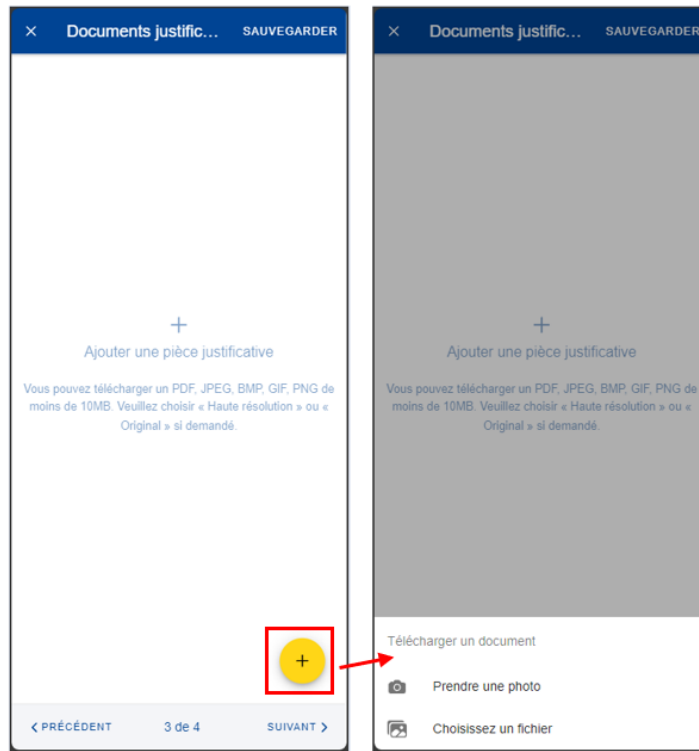 × Documents justific... SAUVEGARDER
+
Ajouter une pièce justificative
Vous pouvez télécharger un PDF, JPEG, BMP, GIF, PNG de
moins de 10MB. Veuillez choisir « Haute résolution » ou «
Original » si demandé.
+
< PRÉCÉDENT 3 de 4 SUIVANT >
× Documents justific... SAUVEGARDER
+
Ajouter une pièce justificative
Vous pouvez télécharger un PDF, JPEG, BMP, GIF, PNG de
moins de 10MB. Veuillez choisir « Haute résolution » ou «
Original » si demandé.
Télécharger un document
Prendre une photo
Choisissez un fichier